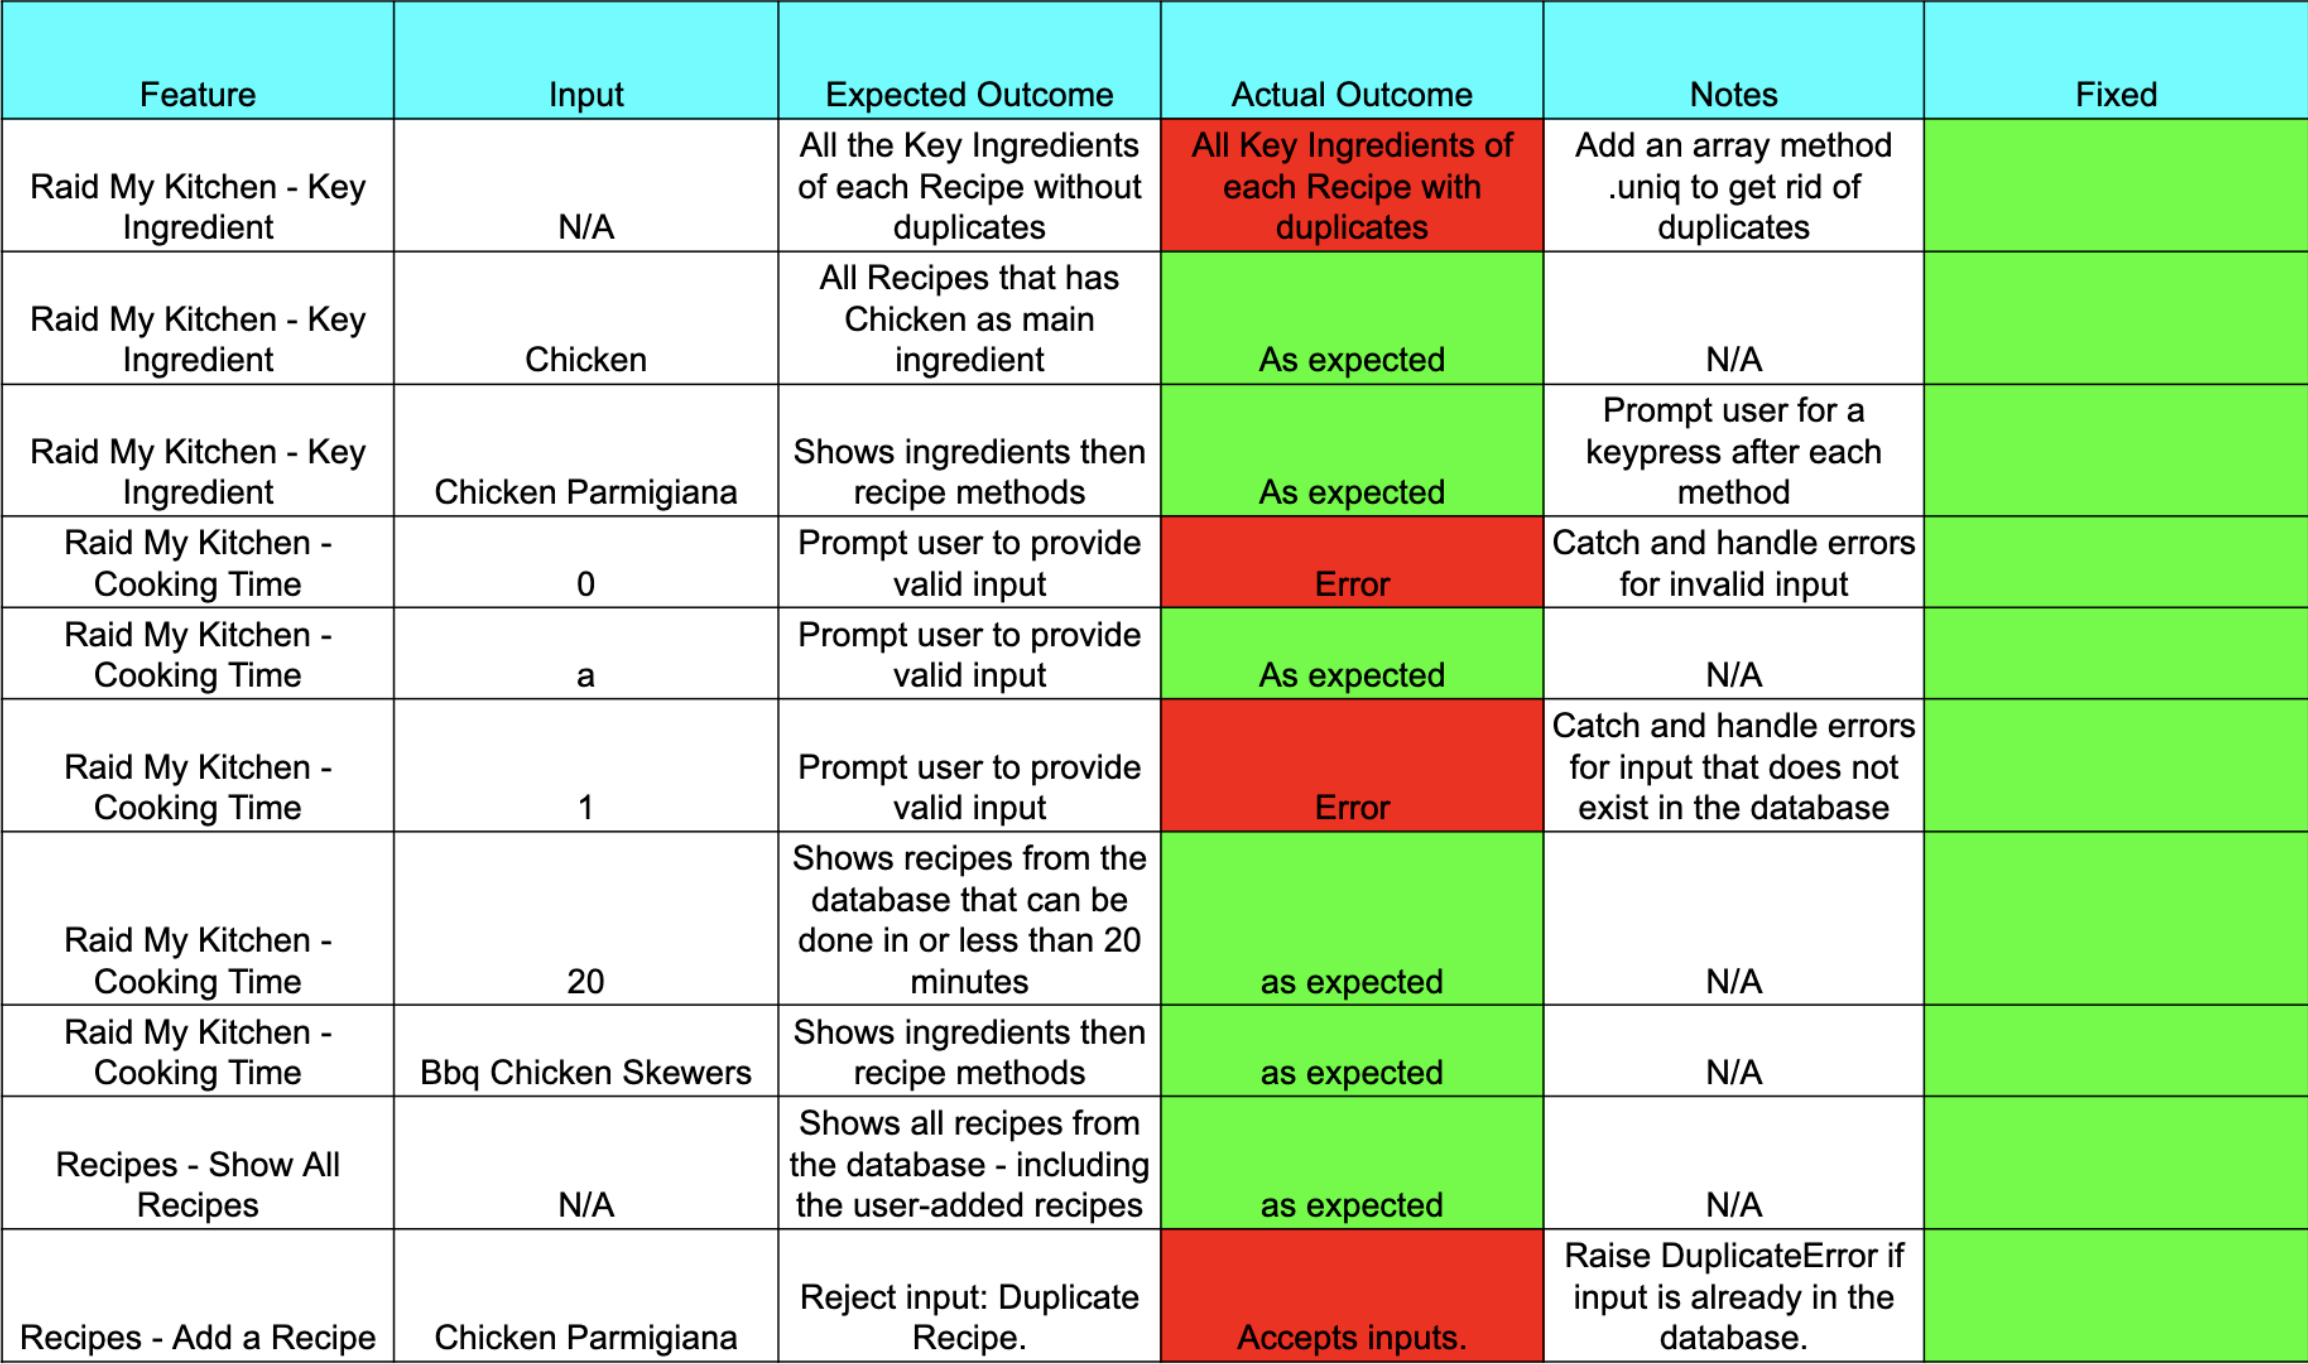 Feature
Input
Expected Outcome
Actual Outcome
Notes
Fixed
Raid My Kitchen - Key
Ingredient
N/A
All the Key Ingredients
of each Recipe without
duplicates
All Key Ingredients of
each Recipe with
duplicates
Add an array method
.uniq to get rid of
duplicates
Raid My Kitchen - Key
Ingredient
Chicken
All Recipes that has
Chicken as main
ingredient
As expected
N/A
Raid My Kitchen - Key
Ingredient
Chicken Parmigiana
Shows ingredients then
recipe methods
As expected
Prompt user for a
keypress after each
method
Raid My Kitchen -
Cooking Time
0
Prompt user to provide
valid input
Error
Catch and handle errors
for invalid input
Raid My Kitchen -
Cooking Time
a
Prompt user to provide
valid input
As expected
N/A
Raid My Kitchen -
Cooking Time
1
Prompt user to provide
valid input
Error
Catch and handle errors
for input that does not
exist in the database
Raid My Kitchen -
Cooking Time
20
Shows recipes from the
database that can be
done in or less than 20
minutes
as expected
N/A
Raid My Kitchen -
Cooking Time
Bbq Chicken Skewers
Shows ingredients then
recipe methods
as expected
N/A
Recipes - Show All
Recipes
N/A
Shows all recipes from
the database - including
the user-added recipes
as expected
N/A
Recipes - Add a Recipe
Chicken Parmigiana
Reject input: Duplicate
Recipe.
Accepts inputs.
Raise DuplicateError if
input is already in the
database.